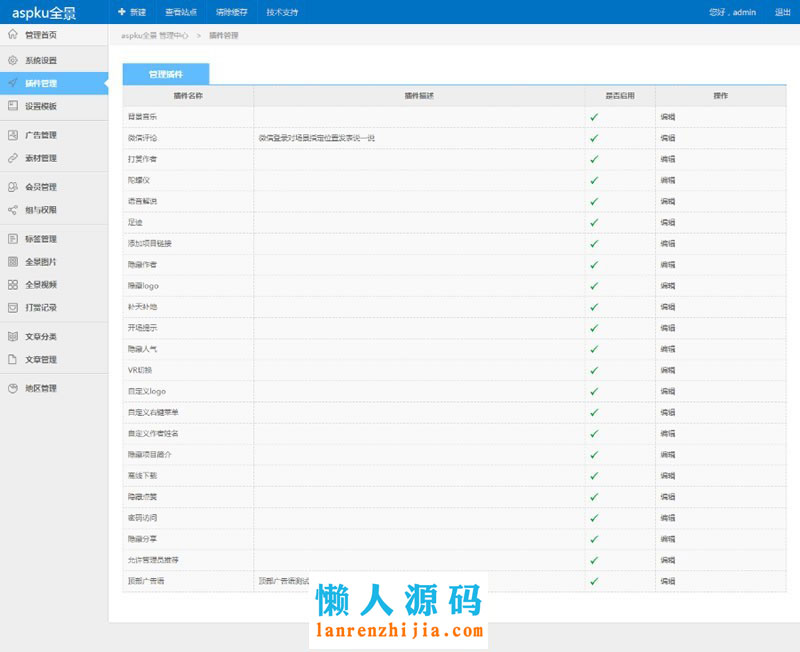 aspku全景 新建 查看站点 清除缓存 技术支持 您好，admin 退出
管理首页
系统设置
插件管理
设置模板
广告管理
素材管理
会员管理
组与权限
标签管理
全景图片
全景视频
打赏记录
文章分类
文章管理
地区管理
aspku全景 管理中心 > 插件管理
管理插件
插件名称 插件描述 是否启用 操作
背景音乐 编辑
微信评论 微信登录对场景指定位置发表说一说 编辑
打赏作者 编辑
陀螺仪 编辑
语音解说 编辑
足迹 编辑
添加项目链接 编辑
隐藏作者 编辑
隐藏logo 编辑
补天补地 编辑
开场提示 编辑
隐藏人气 编辑
VR切换 编辑
自定义logo 编辑
自定义右键菜单 编辑
自定义作者姓名 编辑
隐藏项目简介 编辑
离线下载 编辑
隐藏点赞 编辑
密码访问 编辑
隐藏分享 编辑
允许管理员推荐 编辑
顶部广告语 顶部广告语测试 编辑
懒人源码
lanrenzhijia.com